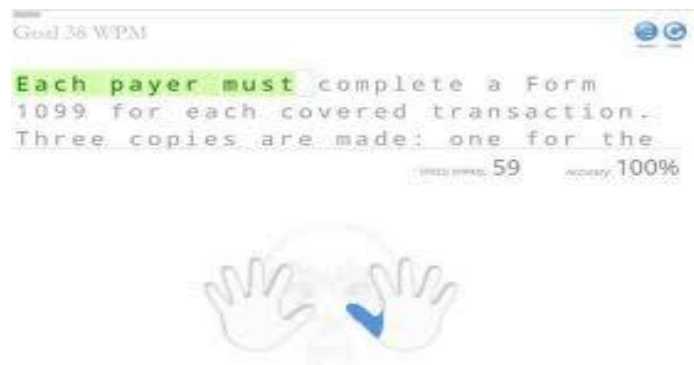 Goal 38 WPM
Each payer must complete a Form
1099 for each covered transaction.
Three copies are made: one for the
59 100%